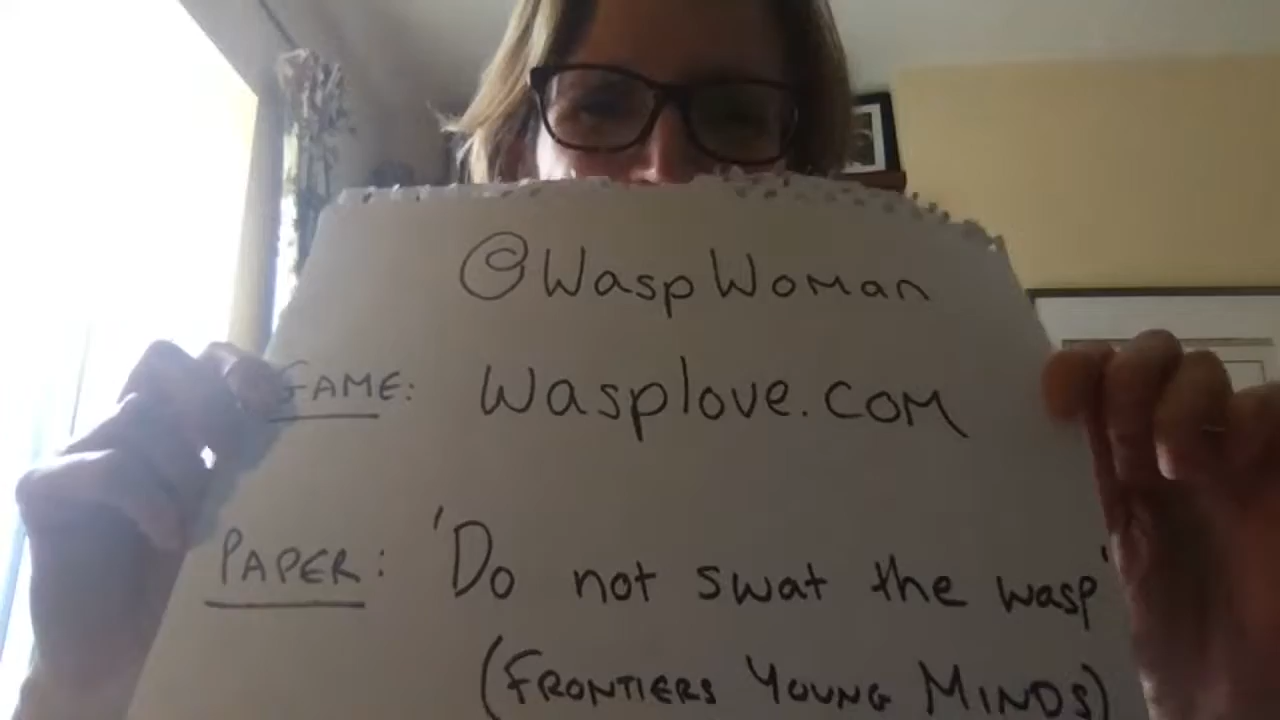 @WaspWoman
GAME: Wasplove.com
PAPER: 'Do not swat the wasp'
(FRONTIERS YOUNG MINDS)